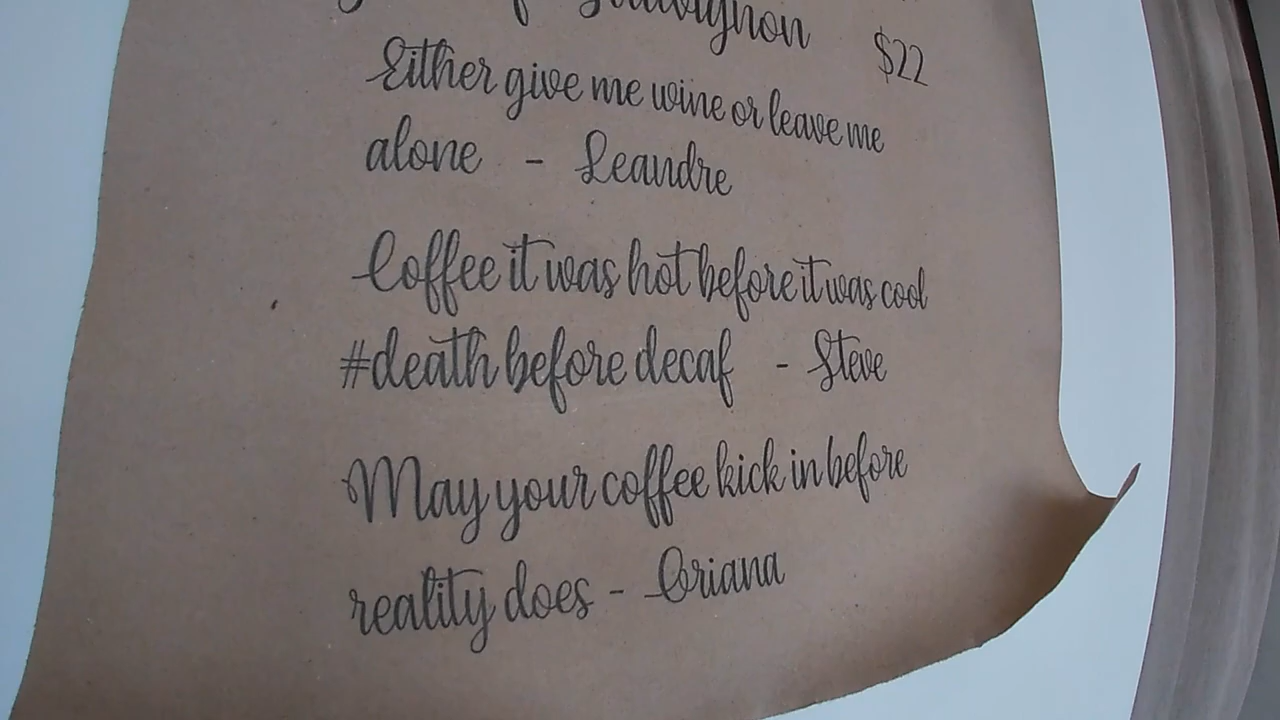 $22
Either give me wine or leave me
alone - Leandre
Coffee it was hot before it was cool
#death before decaf - Steve
May your coffee kick in before
reality does - Oriana